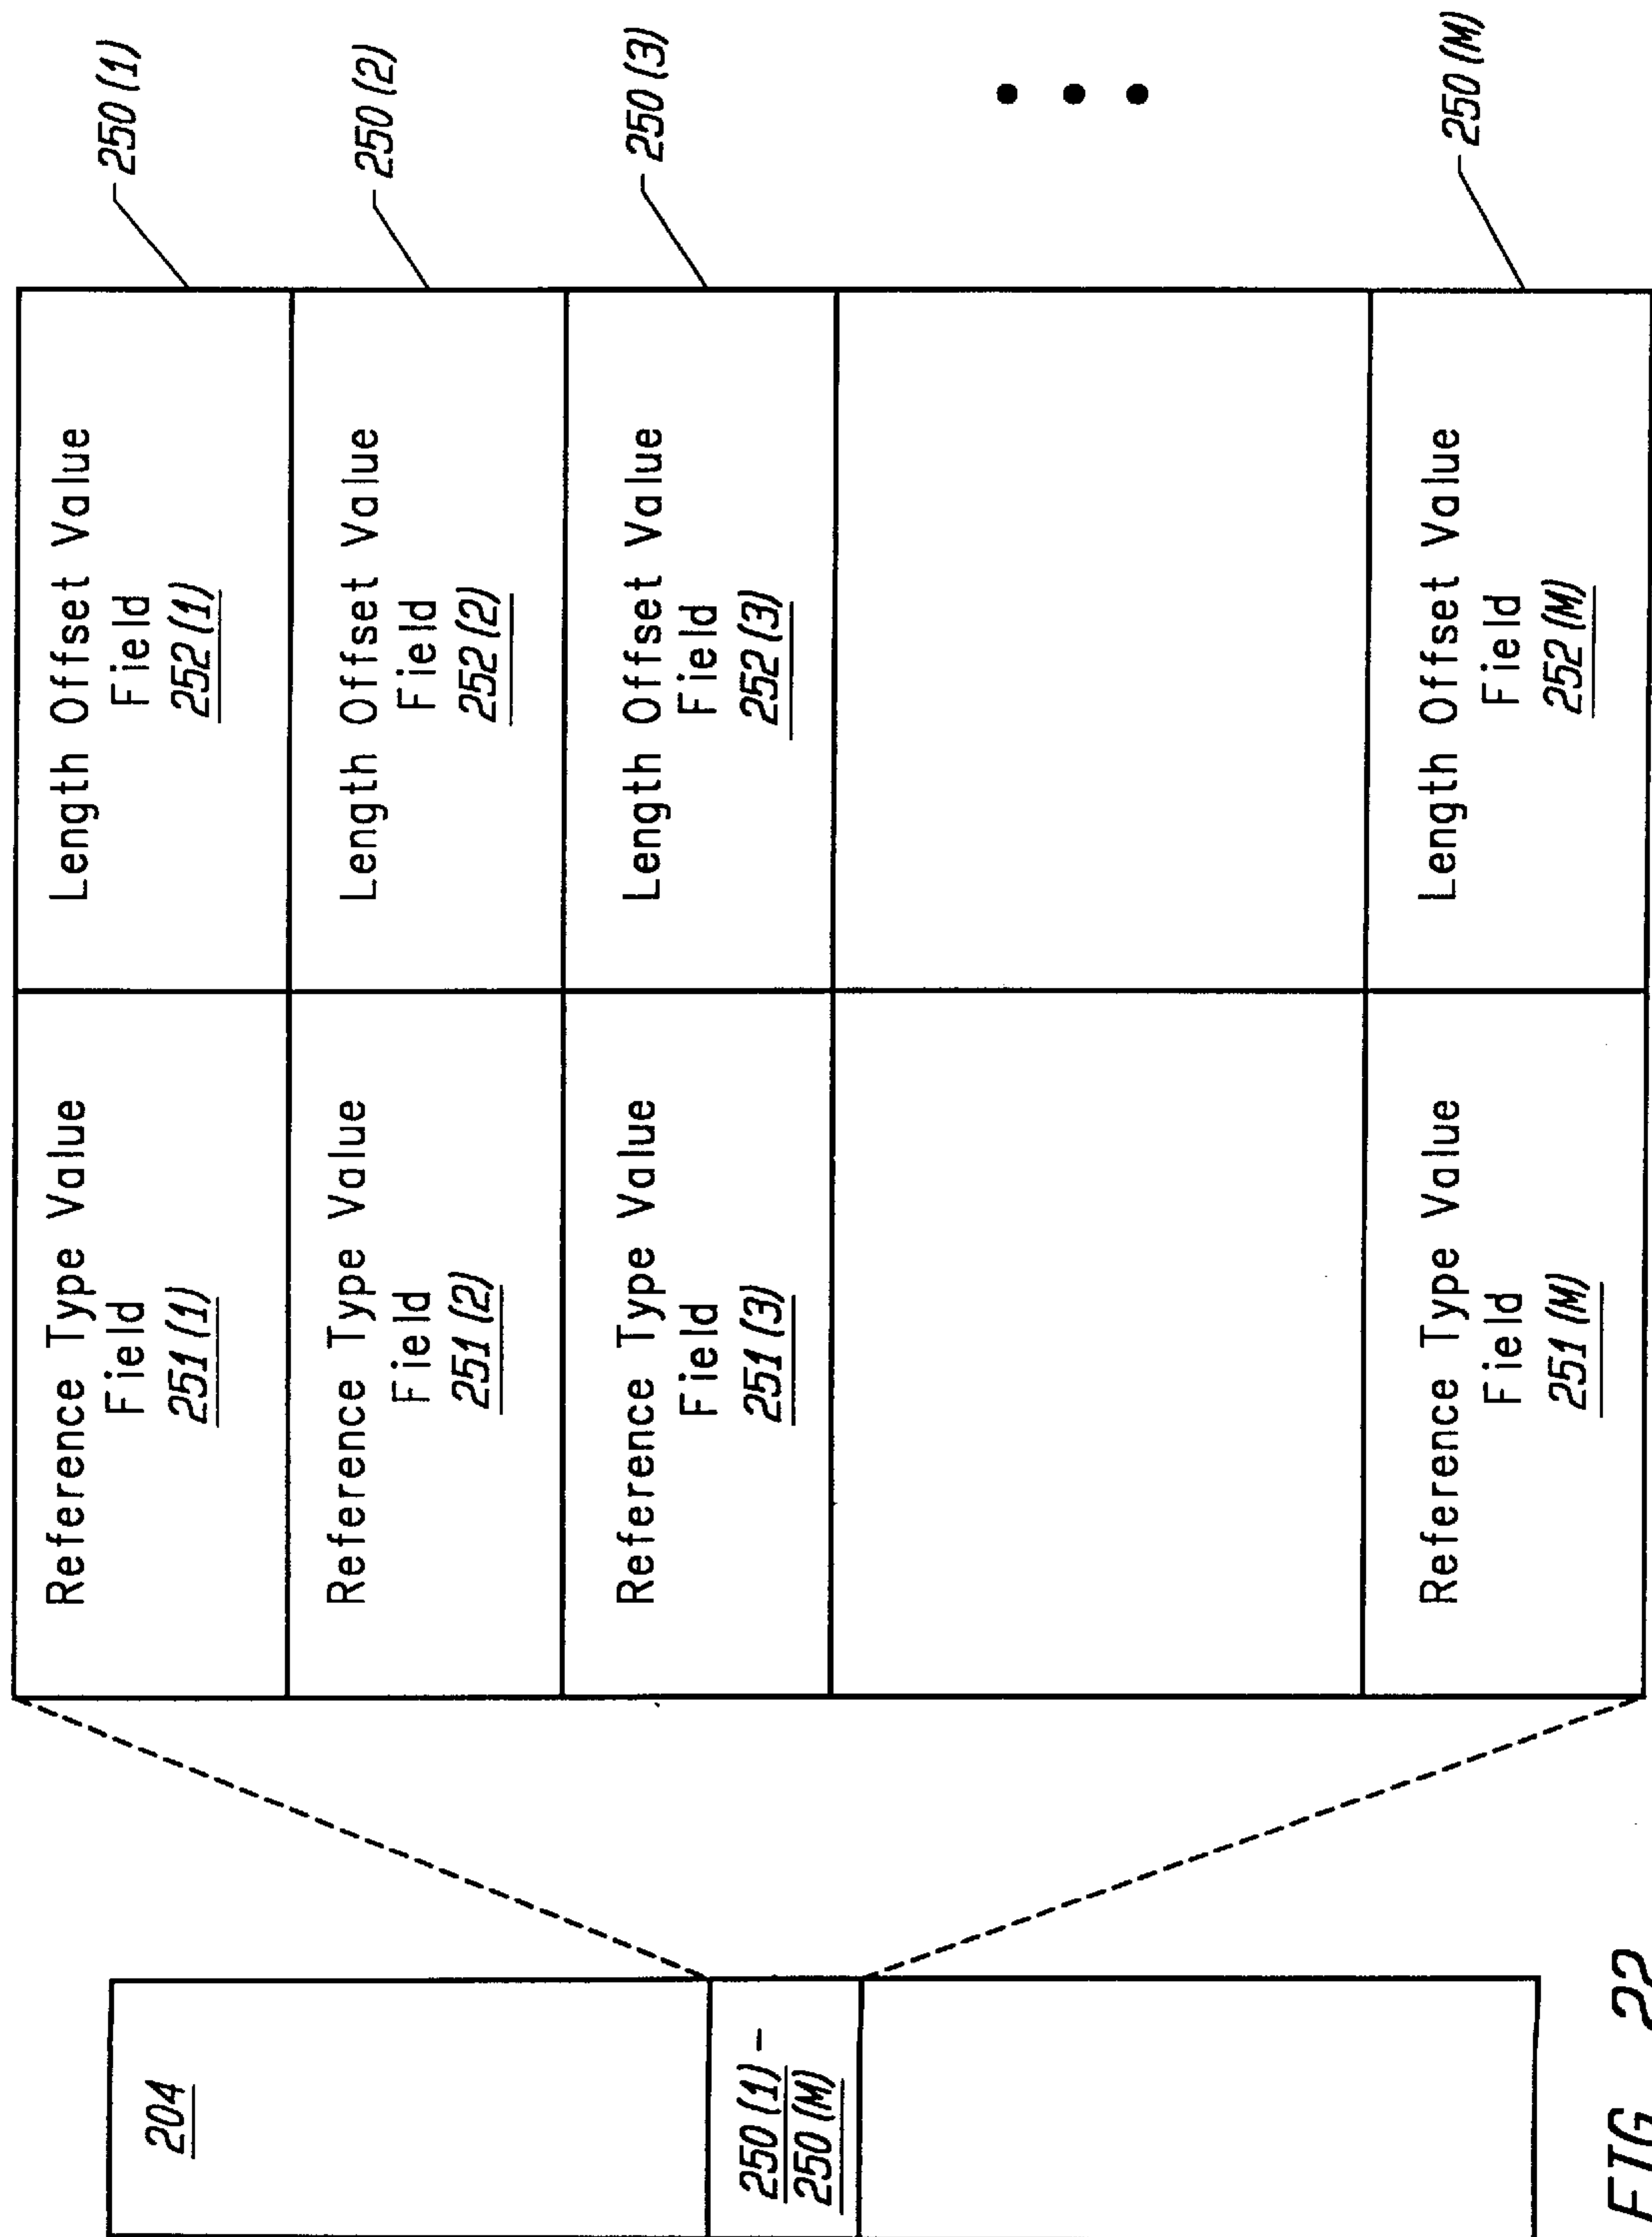 204
250 (1) –
250 (M)
Reference Type Value
Field
251 (1)
Length Offset Value
Field
252 (1)
250 (1)
Reference Type Value
Field
251 (2)
Length Offset Value
Field
252 (2)
250 (2)
Reference Type Value
Field
251 (3)
Length Offset Value
Field
252 (3)
250 (3)
Reference Type Value
Field
251 (M)
Length Offset Value
Field
252 (M)
250 (M)
FIG. 22